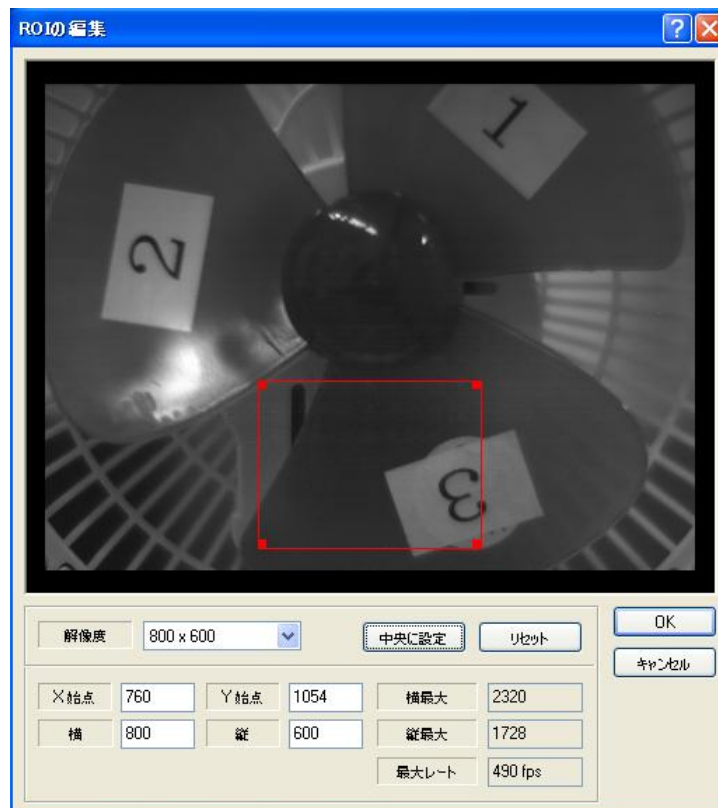 ROIの編集
1
2
3
解像度 800 x 600 中央に設定 リセット OK
キャンセル
X始点 760 Y始点 1054 横最大 2320
横 800 縦 600 縦最大 1728
最大レート 490 fps